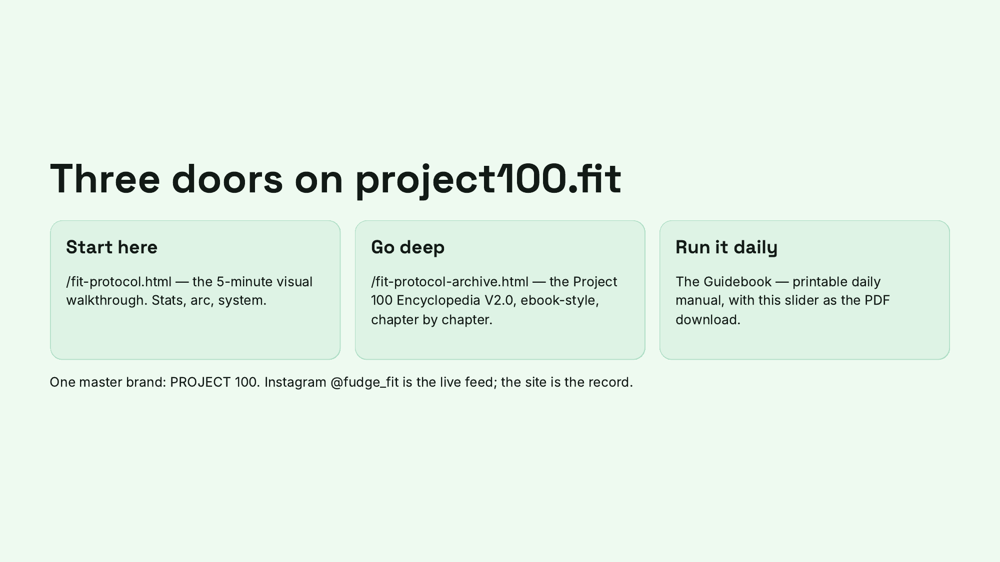 Three doors on project100.fit
Start here
/fit-protocol.html — the 5-minute visual
walkthrough. Stats, arc, system.
Go deep
/fit-protocol-archive.html — the Project
100 Encyclopedia V2.0, ebook-style,
chapter by chapter.
Run it daily
The Guidebook — printable daily
manual, with this slider as the PDF
download.
One master brand: PROJECT 100. Instagram @fudge_fit is the live feed; the site is the record.